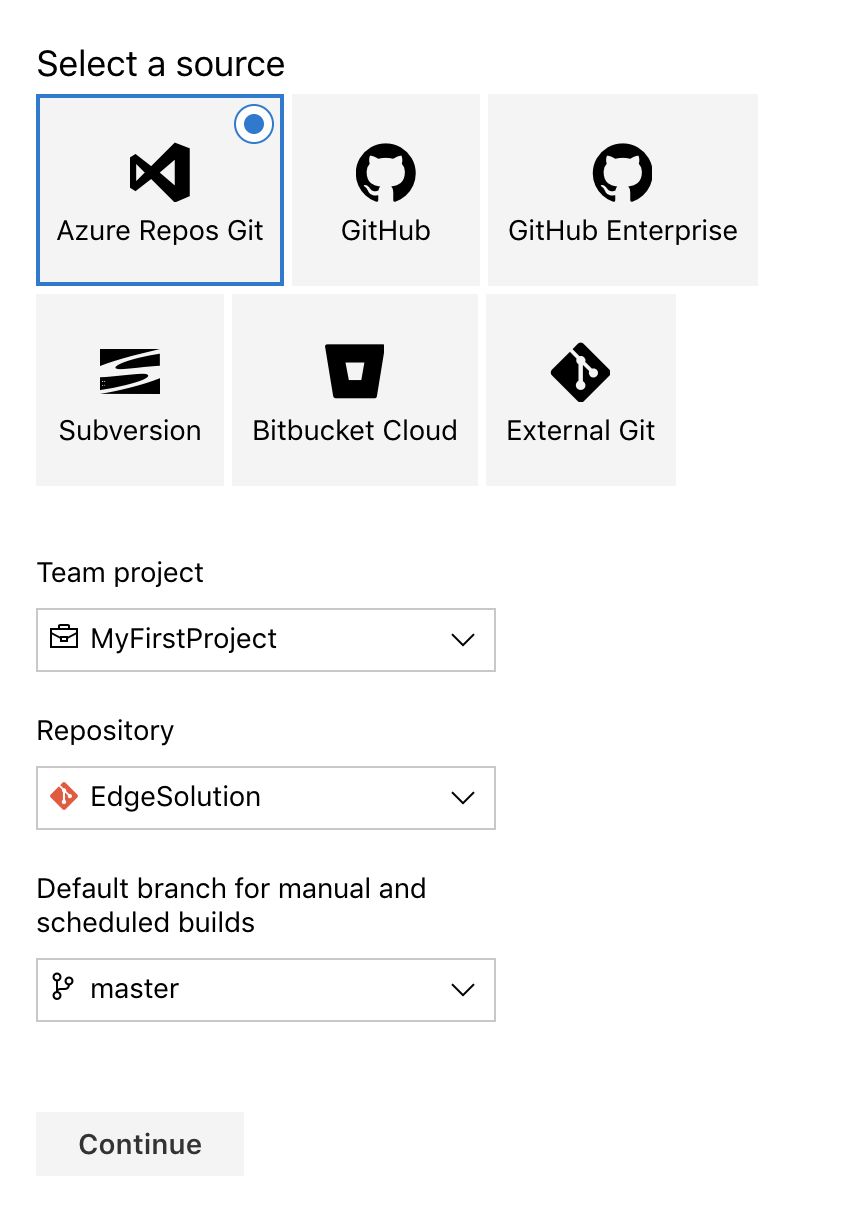 Select a source
Azure Repos Git
GitHub
GitHub Enterprise
Subversion
Bitbucket Cloud
External Git
Team project
MyFirstProject
Repository
EdgeSolution
Default branch for manual and
scheduled builds
master
Continue